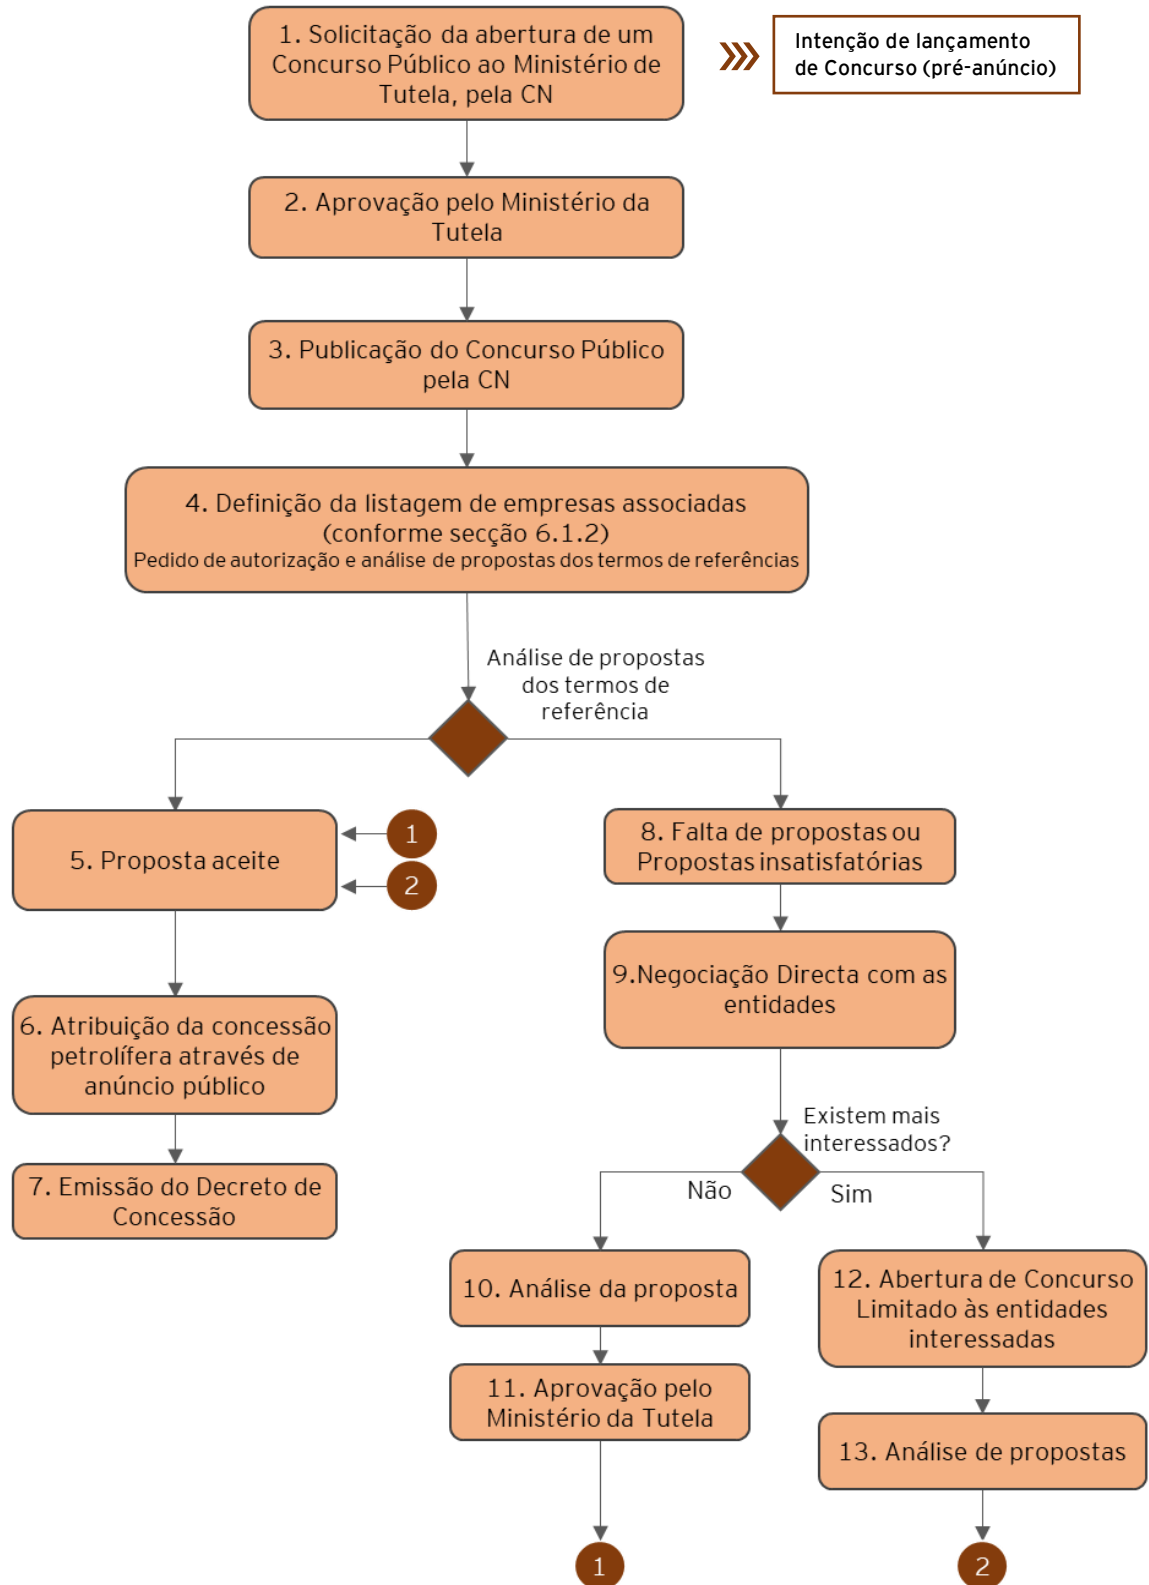 1. Solicitação da abertura de um
Concurso Público ao Ministério de
Tutela, pela CN
Intenção de lançamento
de Concurso (pré-anúncio)
2. Aprovação pelo Ministério da
Tutela
3. Publicação do Concurso Público
pela CN
4. Definição da listagem de empresas associadas
(conforme secção 6.1.2)
Pedido de autorização e análise de propostas dos termos de referências
Análise de propostas
dos termos de
referência
5. Proposta aceite
1
2
8. Falta de propostas ou
Propostas insatisfatórias
9.Negociação Directa com as
entidades
6. Atribuição da concessão
petrolífera através de
anúncio público
7. Emissão do Decreto de
Concessão
Existem mais
interessados?
Não
Sim
10. Análise da proposta
11. Aprovação pelo
Ministério da Tutela
1
12. Abertura de Concurso
Limitado às entidades
interessadas
13. Análise de propostas
2